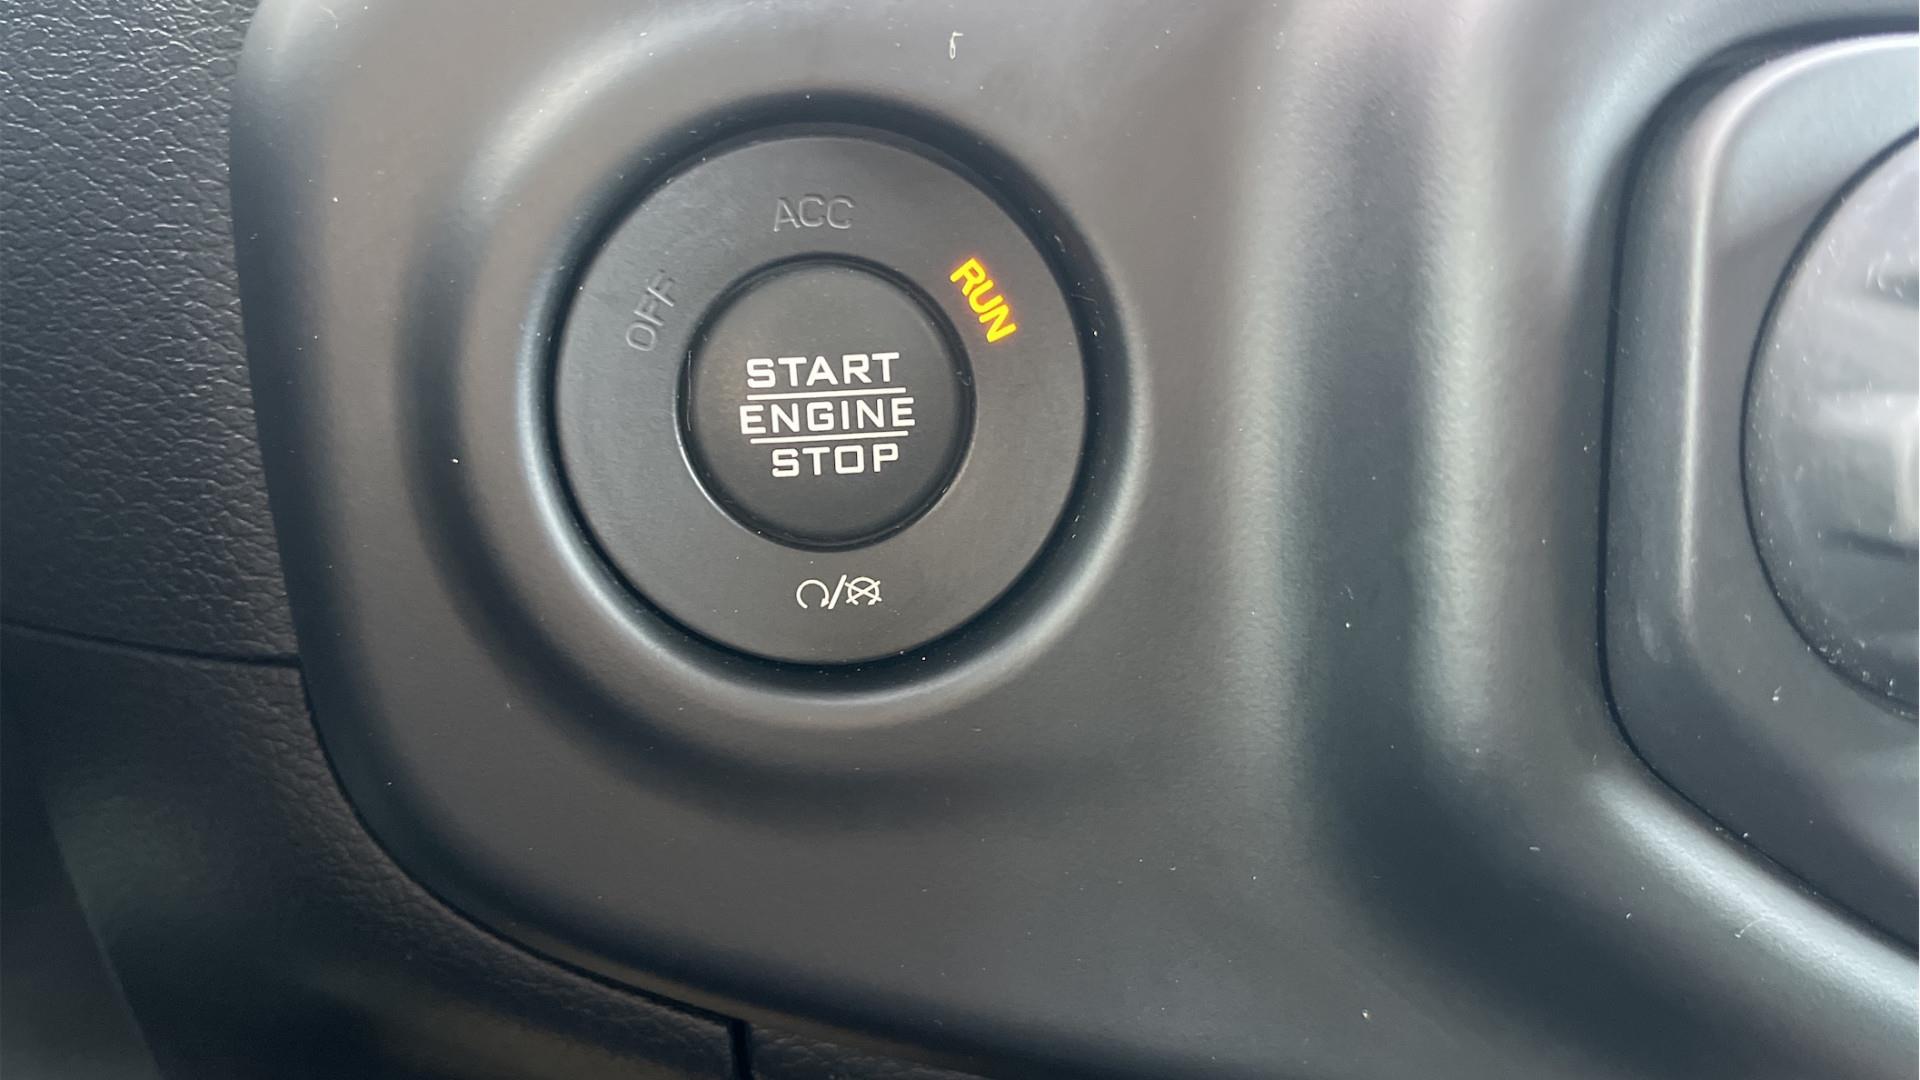 ACC
OFF
RUN
START
ENGINE
STOP